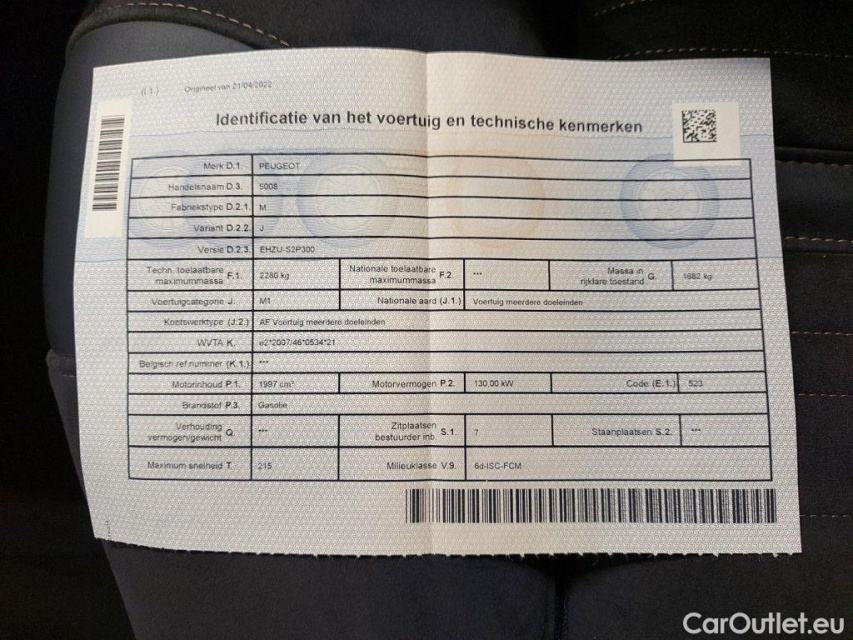 (I.1.) Origineel van 21/04/2022
Identificatie van het voertuig en technische kenmerken
Merk D.1. PEUGEOT
Handelsnaam D.3. 5008
Fabriekstype D.2.1. M
Variant D.2.2. J
Versie D.2.3. EHZU-S2P300
Techn. toelaatbare maximummassa F.1. 2280 kg Nationale toelaatbare maximummassa F.2. *** Massa in rijklare toestand G. 1682 kg
Voertuigcategorie J. M1 Nationale aard (J.1.) Voertuig meerdere doeleinden
Koetswerktype (J.2.) AF Voertuig meerdere doeleinden
WVTA K. e2*2007/46*0534*21
Belgisch ref.nummer (K.1.) ***
Motorinhoud P.1. 1997 cm³ Motorvermogen P.2. 130,00 kW Code (E.1.) 523
Brandstof P.3. Gasolie
Verhouding vermogen/gewicht Q. *** Zitplaatsen bestuurder inb. S.1. 7 Staanplaatsen S.2. ***
Maximum snelheid T. 215 Milieuklasse V.9. 6d-ISC-FCM
CarOutlet.eu